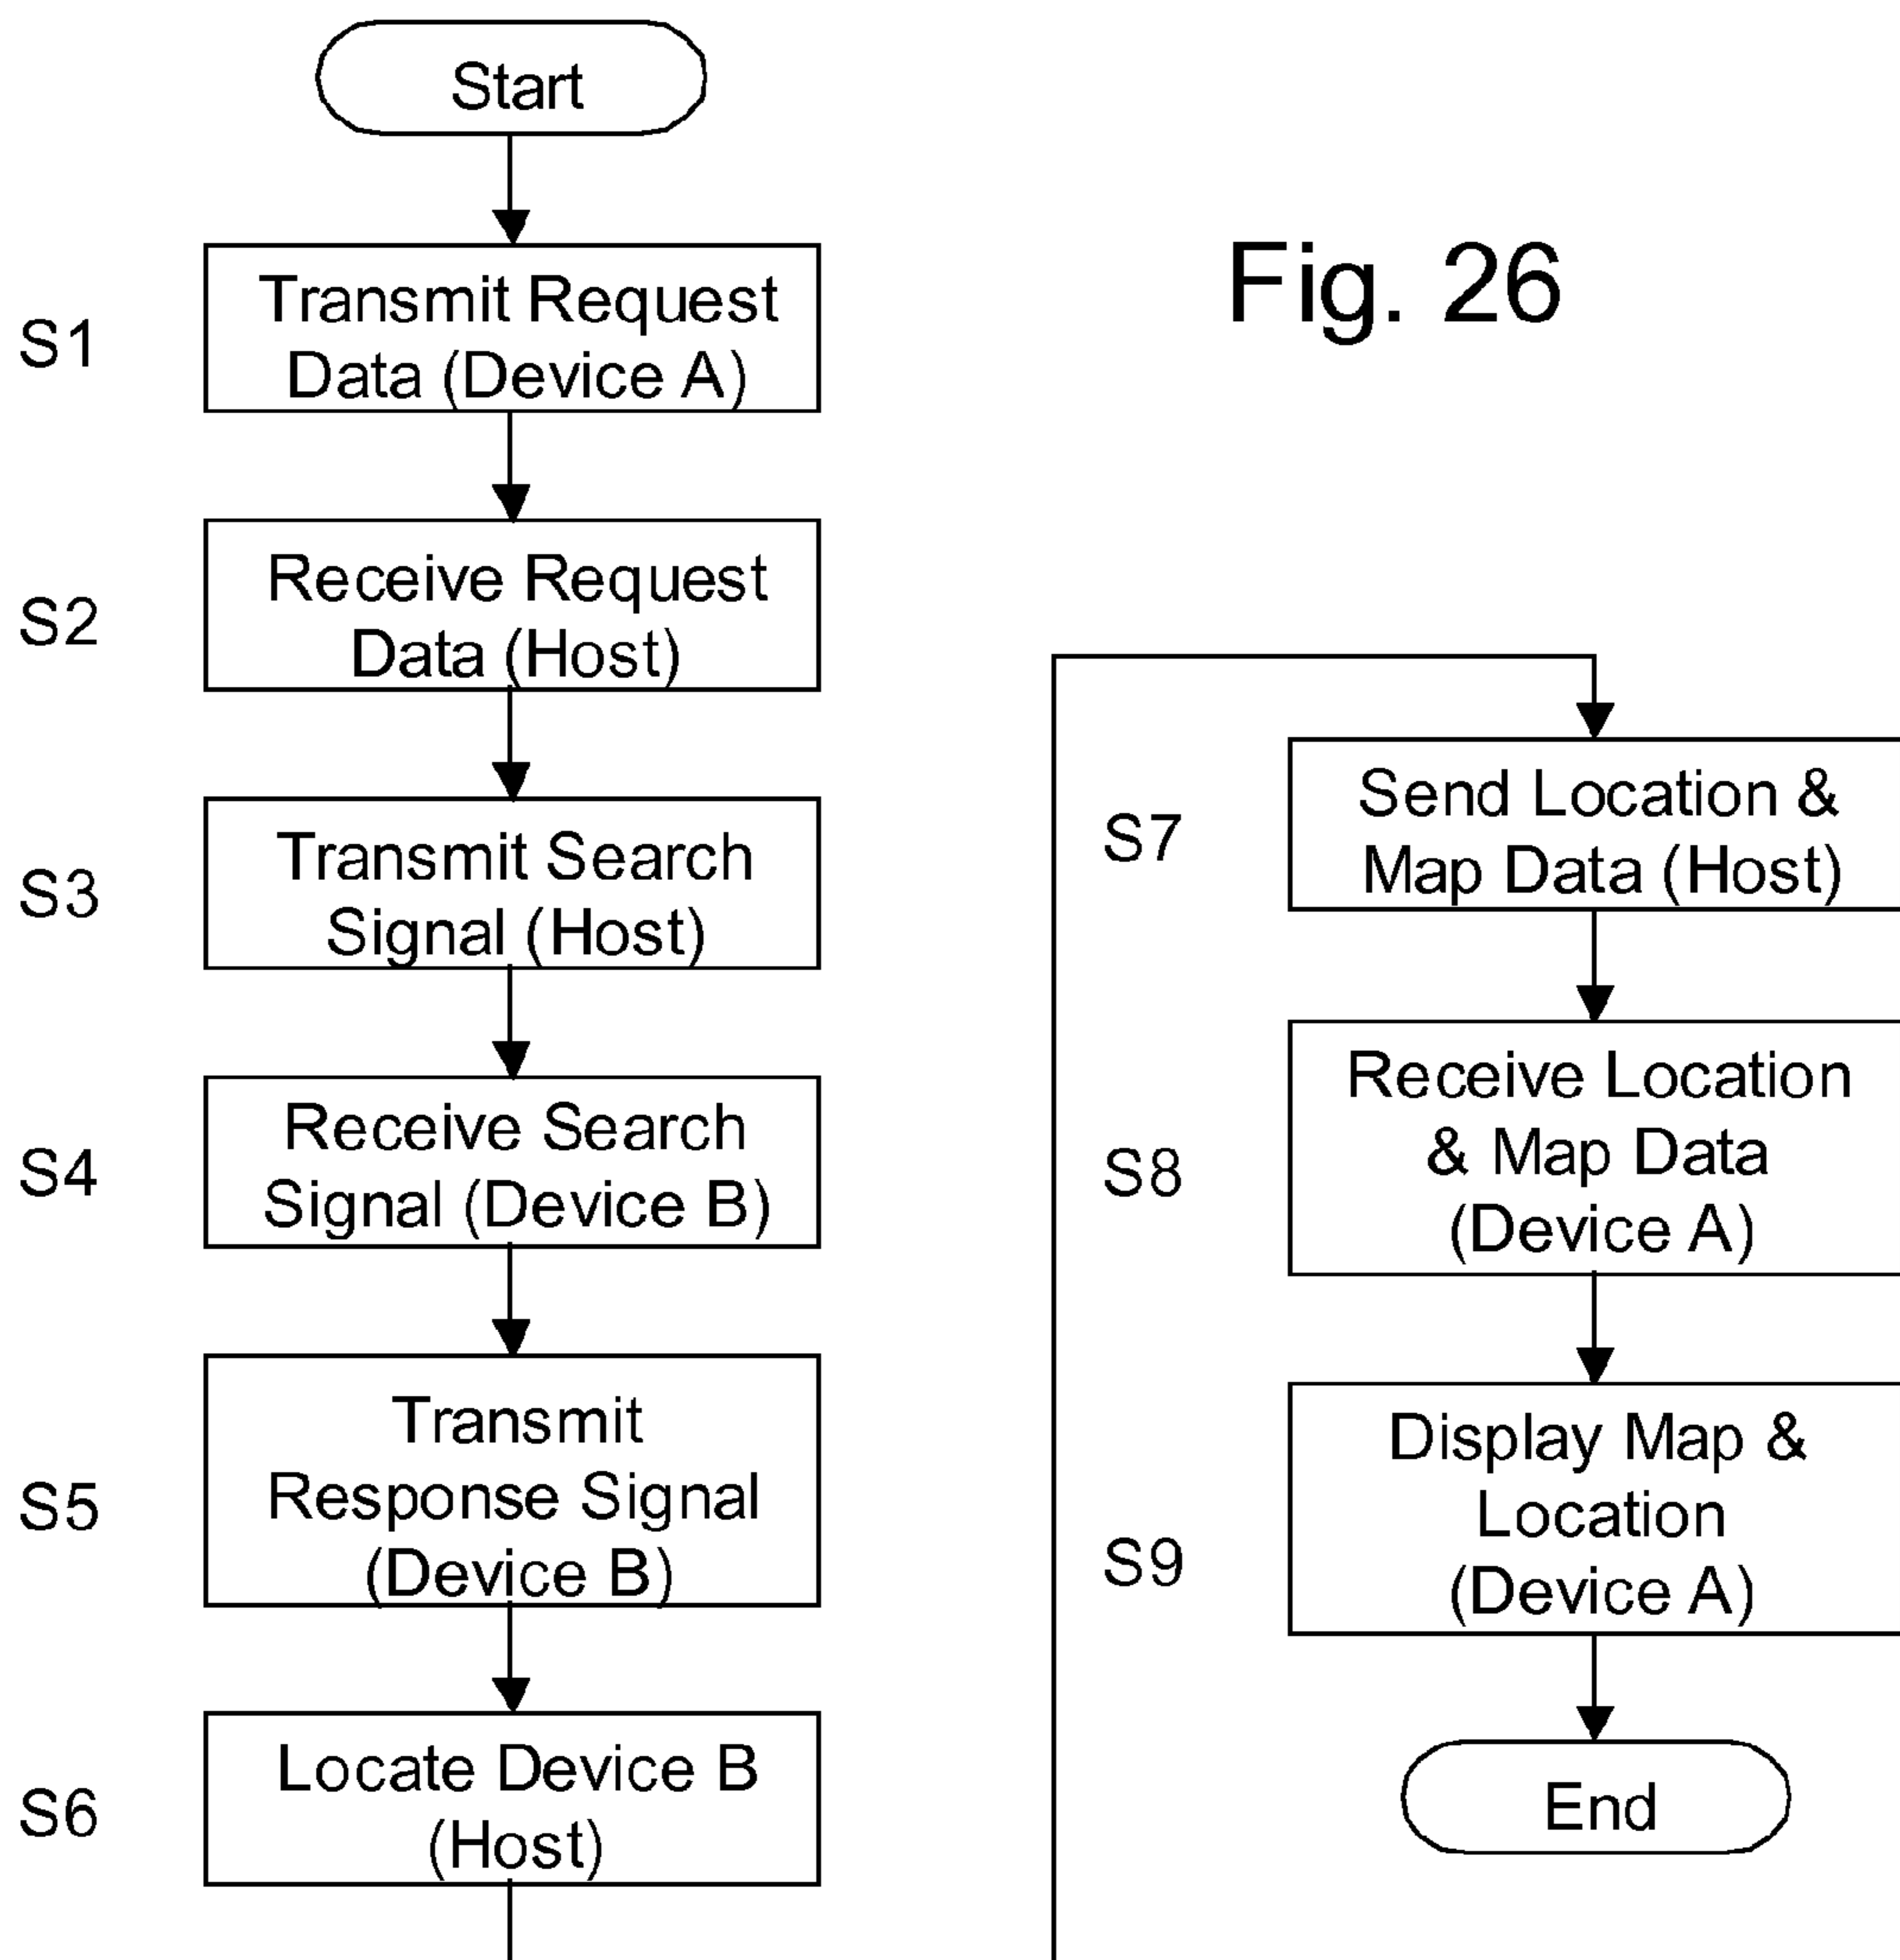 Start
Fig. 26
S1
Transmit Request
Data (Device A)
S2
Receive Request
Data (Host)
S3
Transmit Search
Signal (Host)
S4
Receive Search
Signal (Device B)
S5
Transmit
Response Signal
(Device B)
S6
Locate Device B
(Host)
S7
Send Location &
Map Data (Host)
S8
Receive Location
& Map Data
(Device A)
S9
Display Map &
Location
(Device A)
End